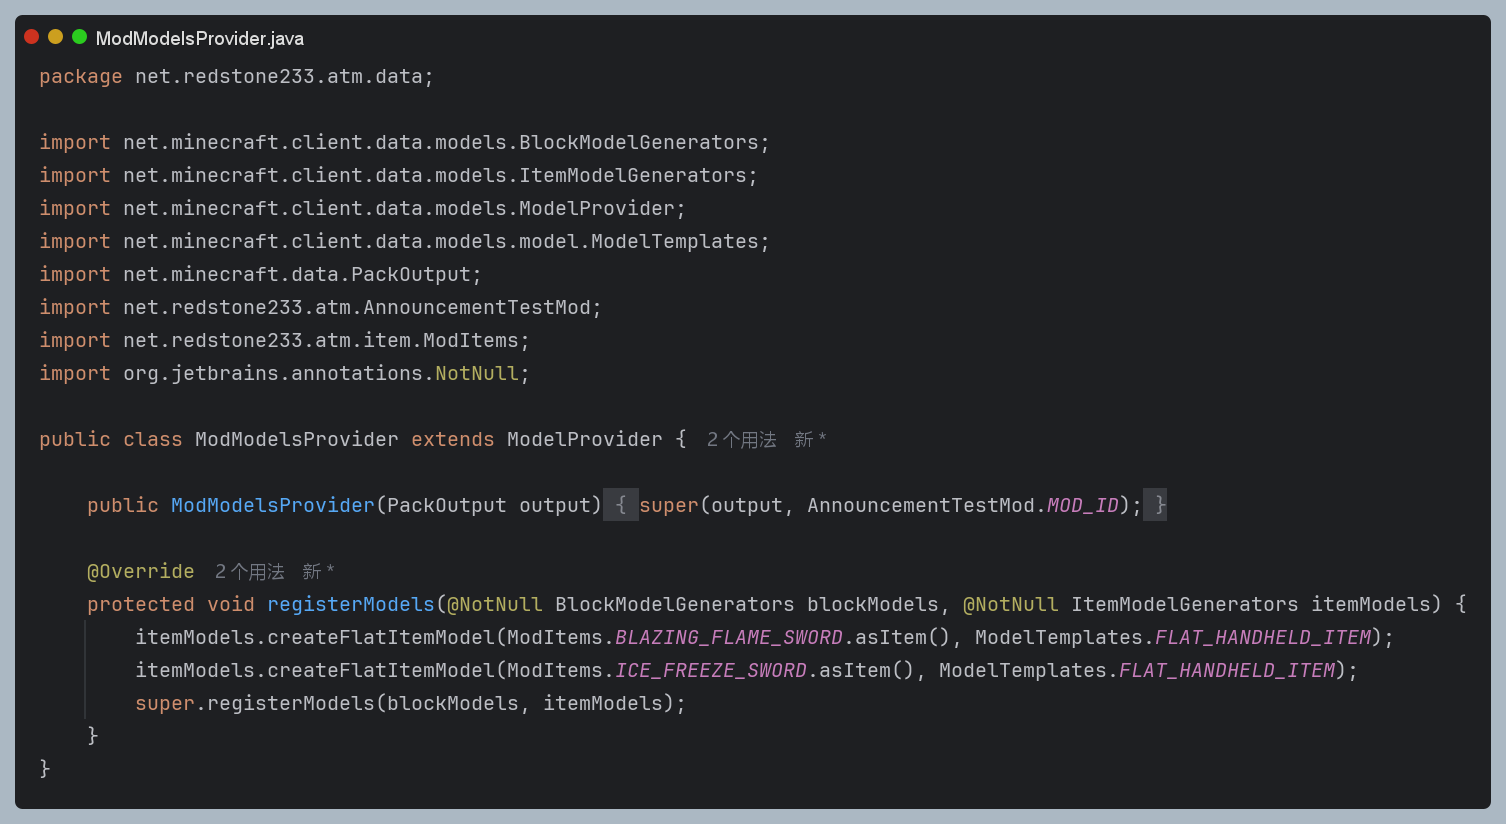 ModModelsProvider.java
package net.redstone233.atm.data;
import net.minecraft.client.data.models.BlockModelGenerators;
import net.minecraft.client.data.models.ItemModelGenerators;
import net.minecraft.client.data.models.ModelProvider;
import net.minecraft.client.data.models.model.ModelTemplates;
import net.minecraft.data.PackOutput;
import net.redstone233.atm.AnnouncementTestMod;
import net.redstone233.atm.item.ModItems;
import org.jetbrains.annotations.NotNull;
public class ModModelsProvider extends ModelProvider { 2个用法 新 *
public ModModelsProvider(PackOutput output) { super(output, AnnouncementTestMod.MOD_ID); }
@Override 2个用法 新 *
protected void registerModels(@NotNull BlockModelGenerators blockModels, @NotNull ItemModelGenerators itemModels) {
itemModels.createFlatItemModel(ModItems.BLAZING_FLAME_SWORD.asItem(), ModelTemplates.FLAT_HANDHELD_ITEM);
itemModels.createFlatItemModel(ModItems.ICE_FREEZE_SWORD.asItem(), ModelTemplates.FLAT_HANDHELD_ITEM);
super.registerModels(blockModels, itemModels);
}
}